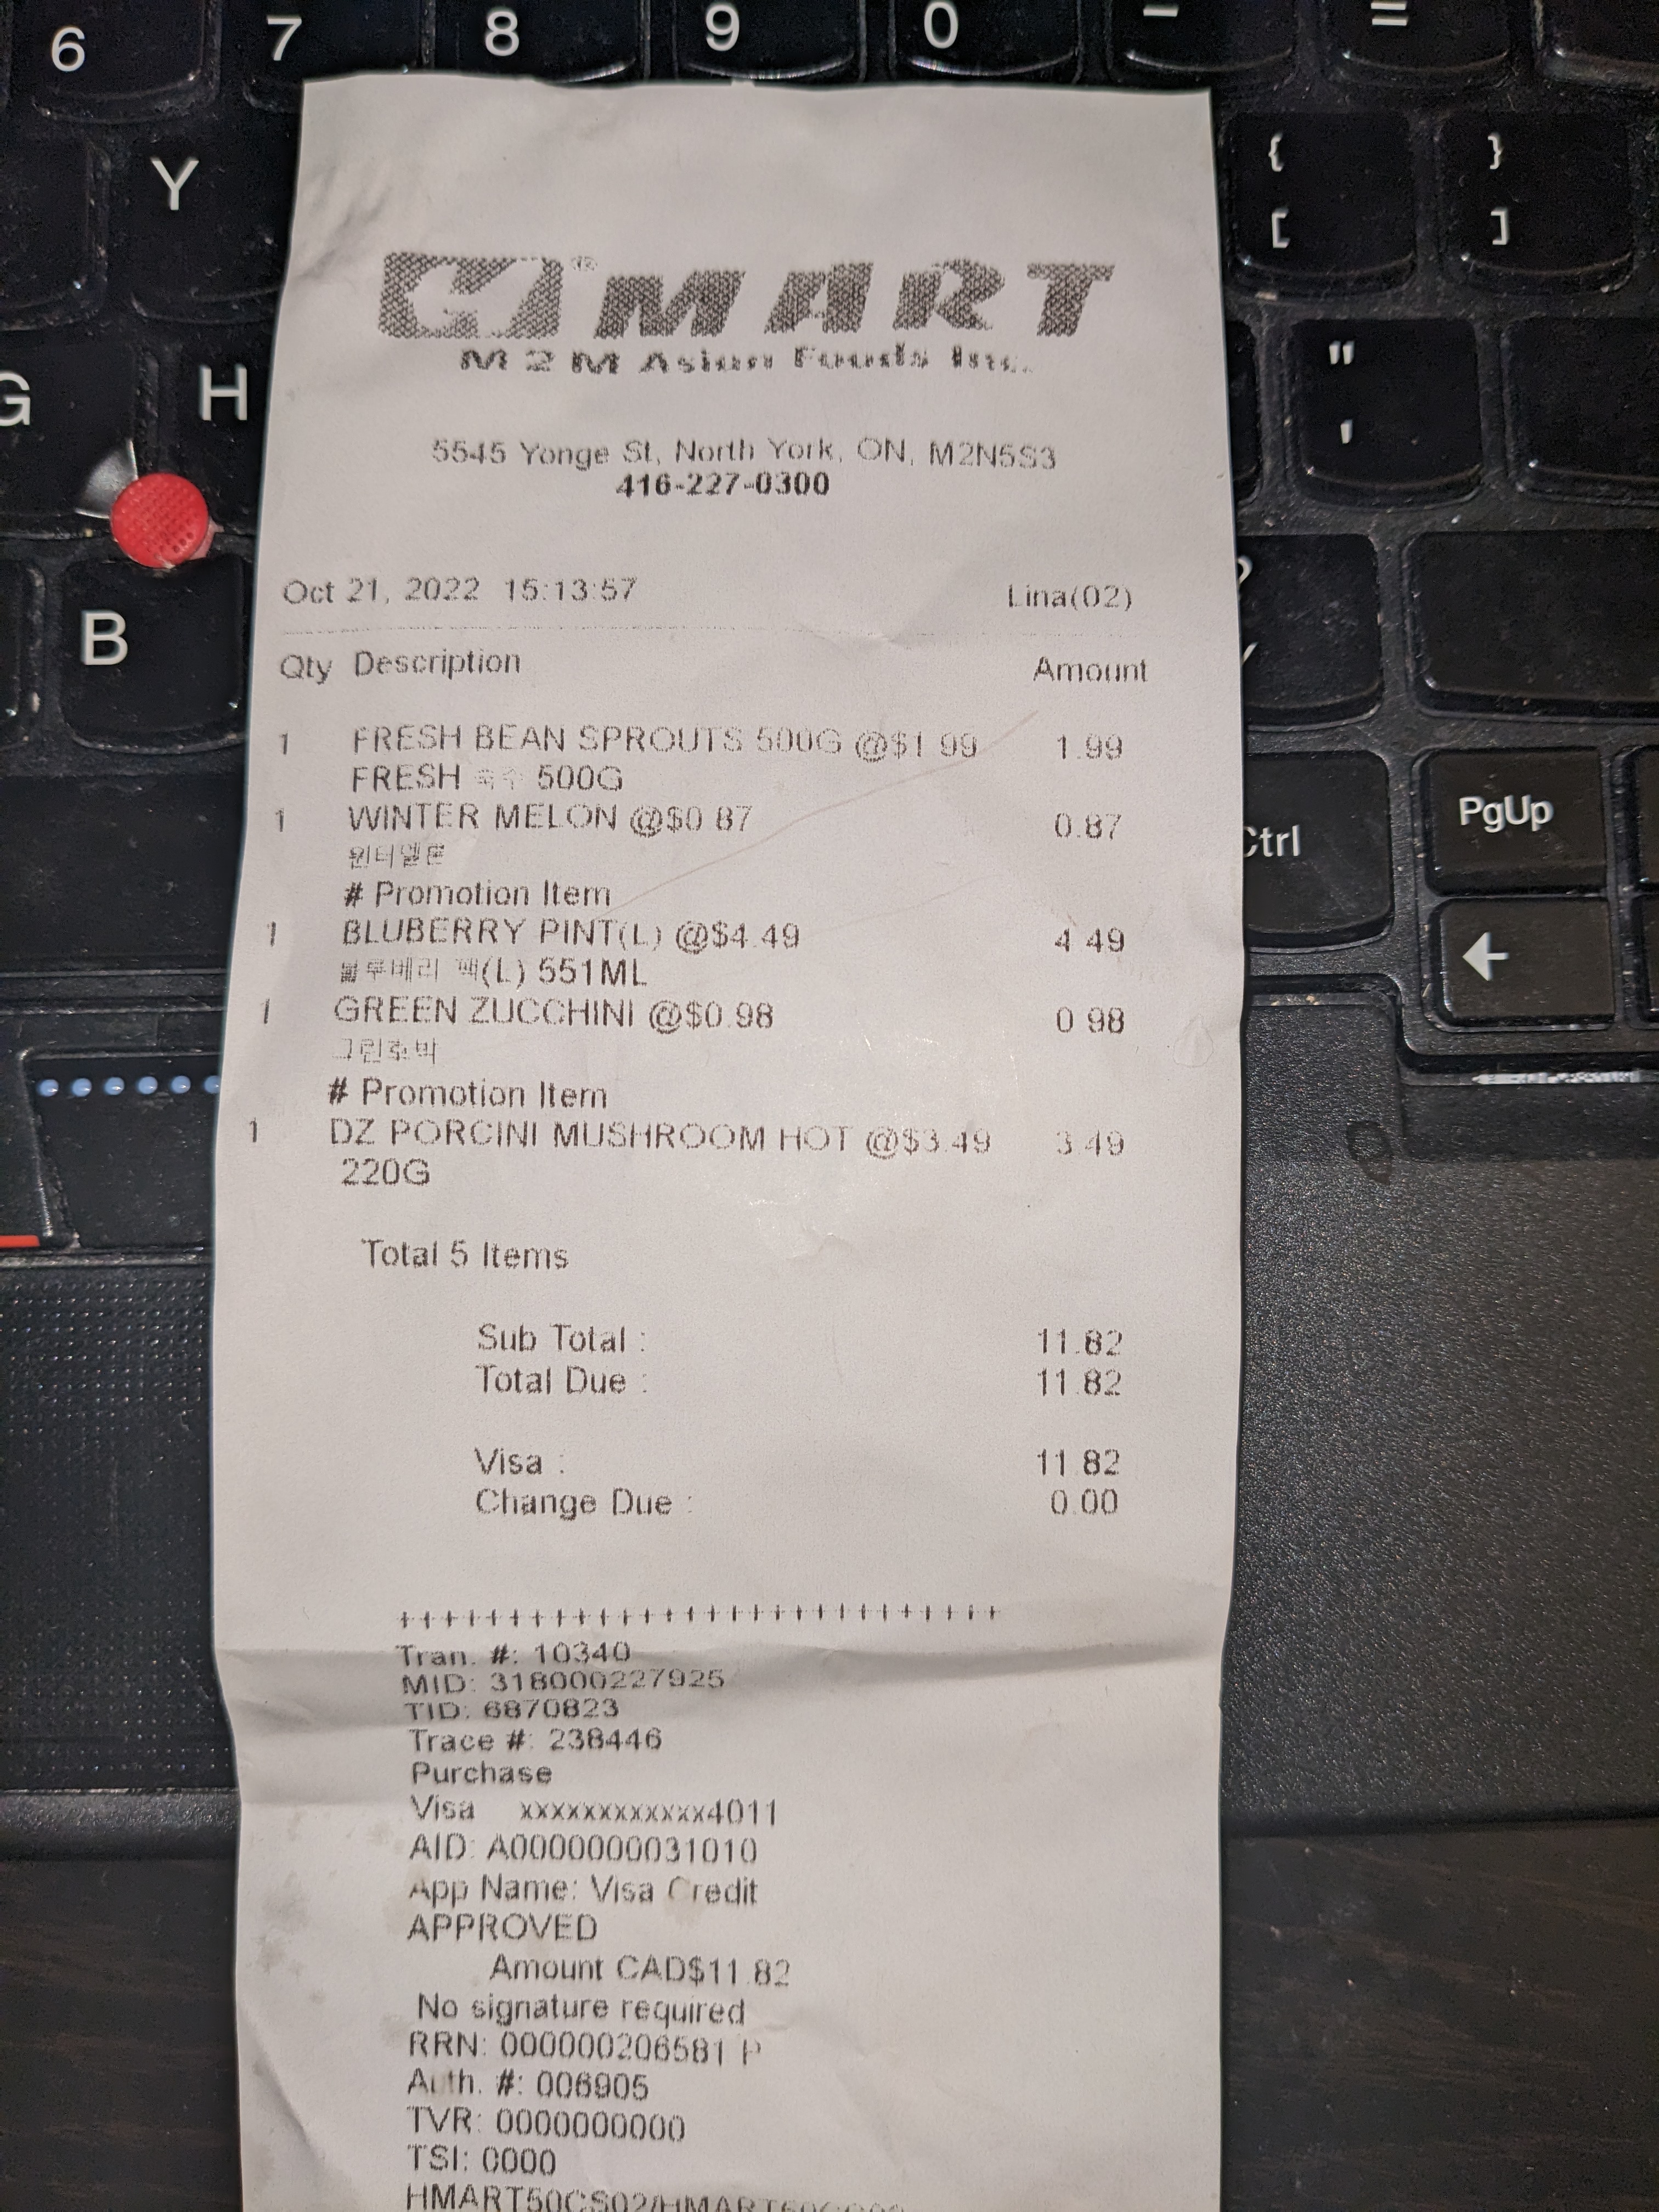 6 7 8 9 0 - =
Y { }
[ ]
G H " '
B ?
Ctrl PgUp
H MART
M 2 M Asian Foods Inc.
5545 Yonge St, North York, ON, M2N5S3
416-227-0300
Oct 21, 2022 15:13:57 Lina(02)
Qty Description Amount
1 FRESH BEAN SPROUTS 500G @$1.99 1.99
FRESH 500G
1 WINTER MELON @$0.87 0.87
윈터멜론
# Promotion Item
1 BLUBERRY PINT(L) @$4.49 4.49
블루베리 팩(L) 551ML
1 GREEN ZUCCHINI @$0.98 0.98
그린호박
# Promotion Item
1 DZ PORCINI MUSHROOM HOT @$3.49 3.49
220G
Total 5 Items
Sub Total : 11.82
Total Due : 11.82
Visa : 11.82
Change Due : 0.00
++++++++++++++++++++++++++++
Tran. #: 10340
MID: 318000227925
TID: 6870823
Trace #: 238446
Purchase
Visa xxxxxxxxxxxx4011
AID: A0000000031010
App Name: Visa Credit
APPROVED
Amount CAD$11.82
No signature required
RRN: 000000206581 P
Auth. #: 006905
TVR: 0000000000
TSI: 0000